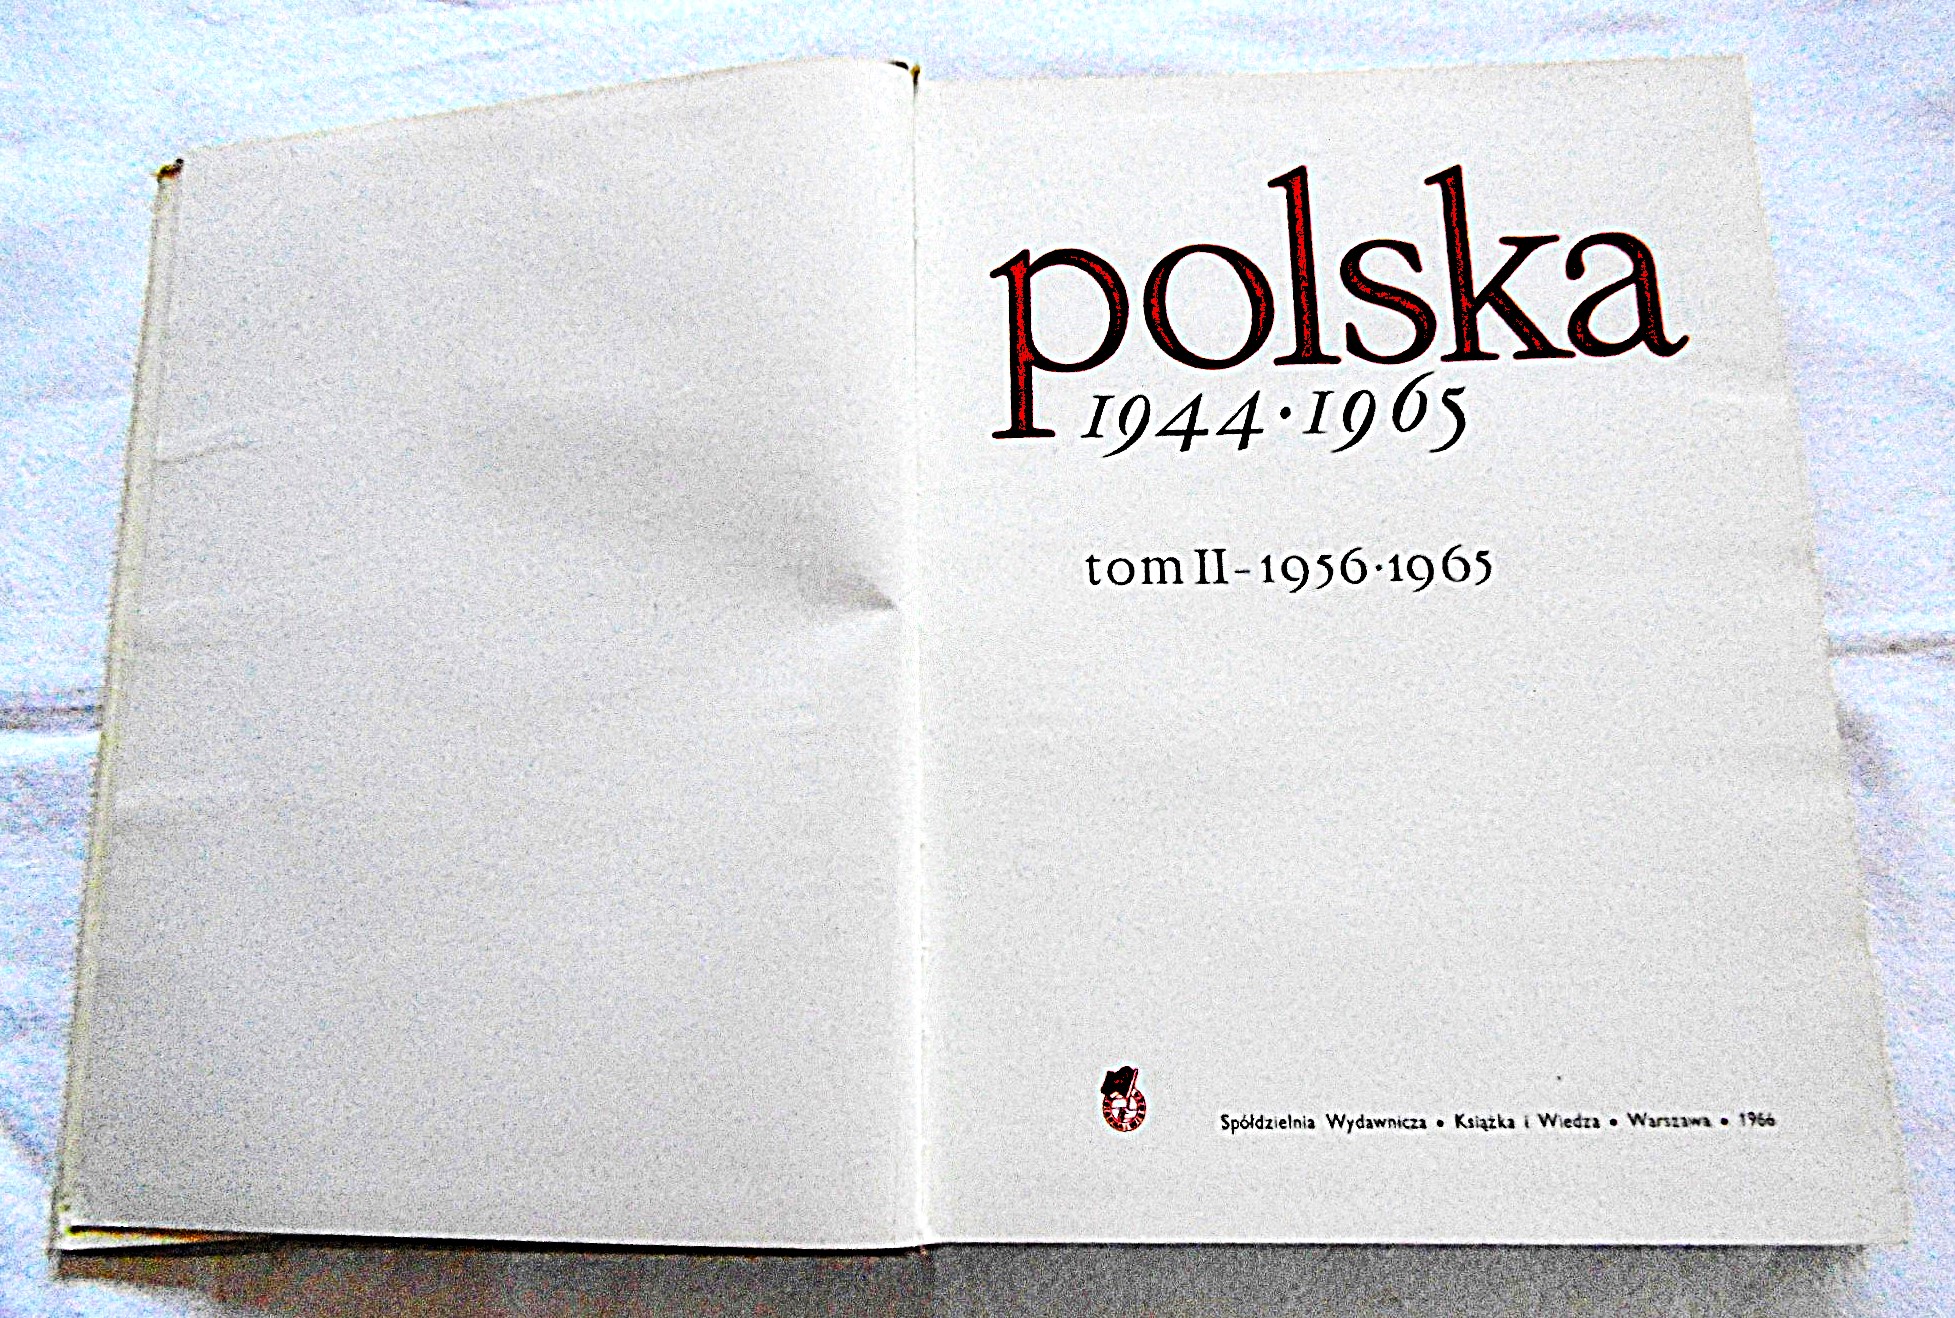 polska
1944·1965
tom II-1956·1965
Spółdzielnia Wydawnicza • Książka i Wiedza • Warszawa • 1966